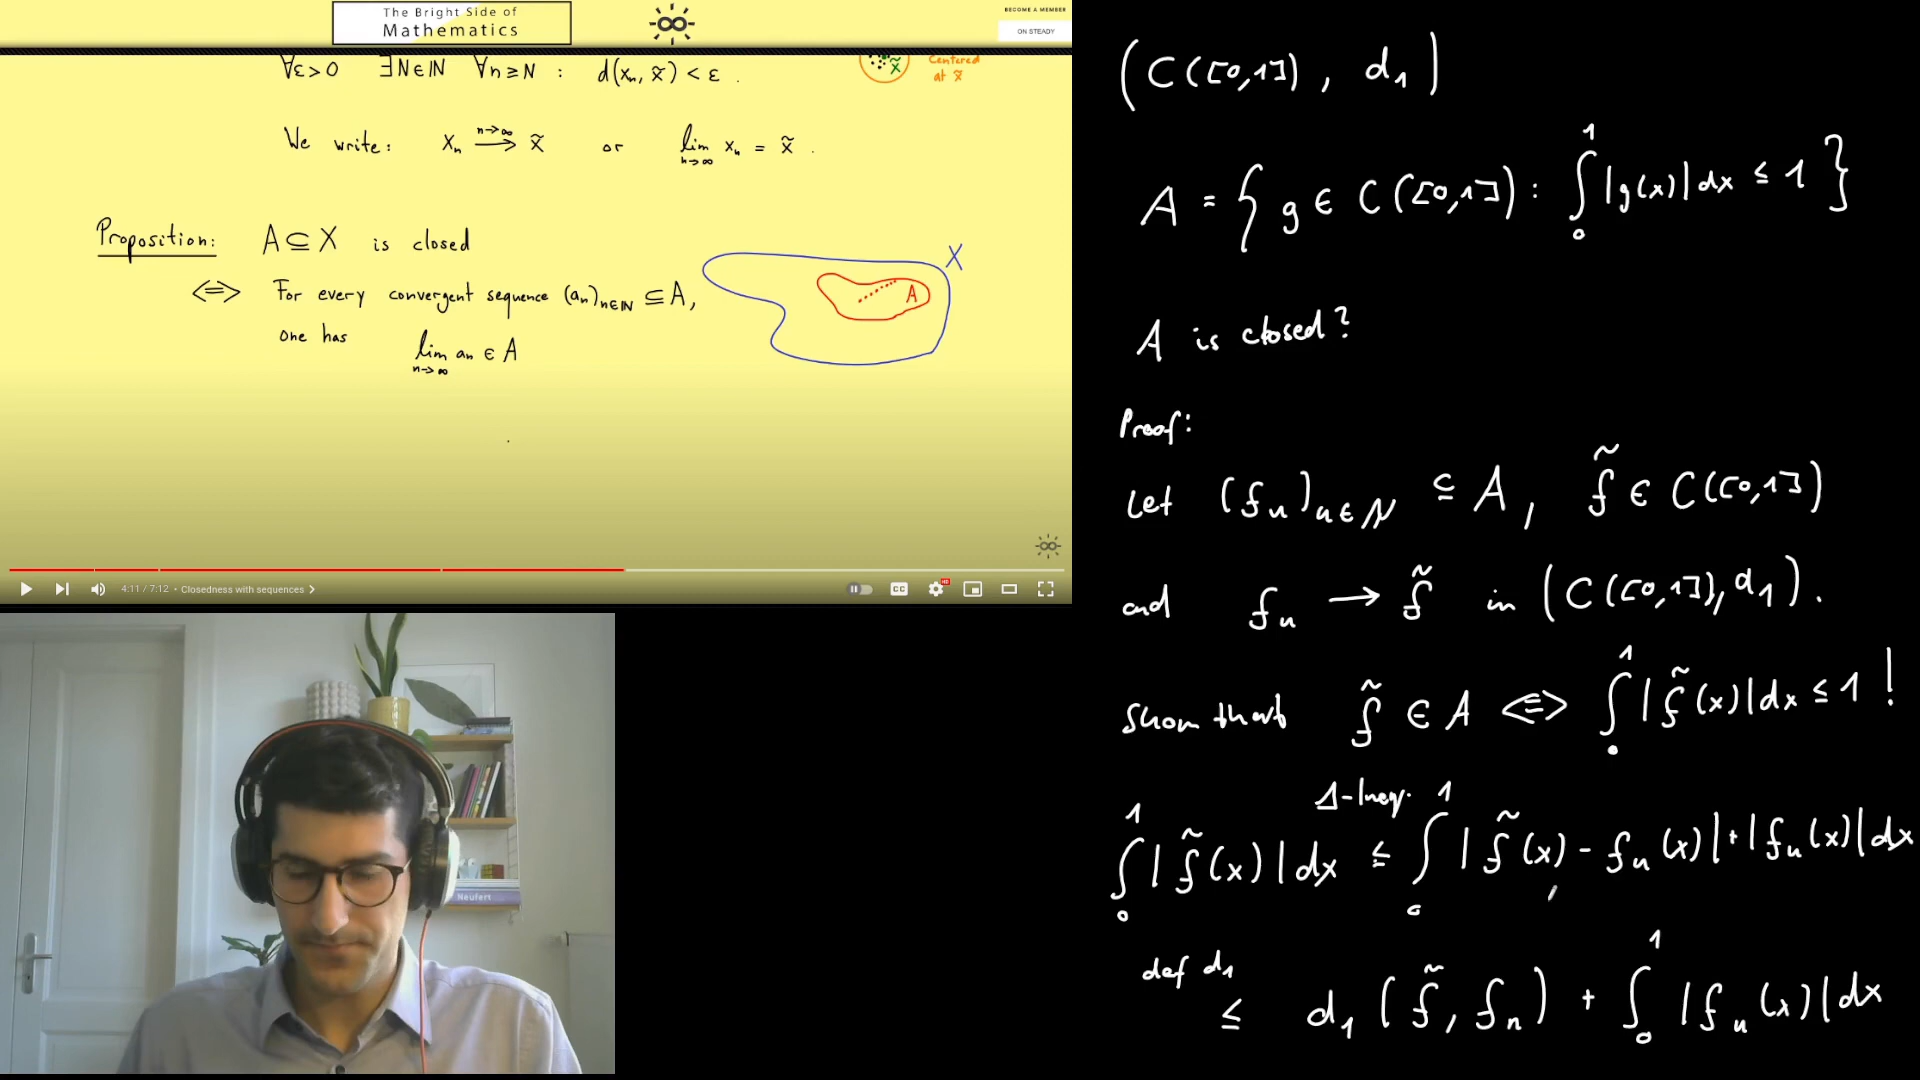 The Bright Side of
Mathematics
BECOME A MEMBER
ON STEADY
∀ε>0 ∃N∈ℕ ∀n≥N : d(xₙ, x̃) < ε .
x̃
Centered
at x̃
We write: xₙ →(n→∞) x̃ or lim_{n→∞} xₙ = x̃ .
Proposition: A ⊆ X is closed
⟺ For every convergent sequence (aₙ)_{n∈ℕ} ⊆ A,
one has lim_{n→∞} aₙ ∈ A
X
A
4:11 / 7:12 • Closedness with sequences >
CC
HD
Neufert
(C([0,1]), d₁)
A = { g ∈ C([0,1]) : ∫₀¹ |g(x)| dx ≤ 1 }
A is closed?
Proof:
Let (fₙ)_{n∈ℕ} ⊆ A, f̃ ∈ C([0,1])
and fₙ → f̃ in (C([0,1]), d₁).
Show that f̃ ∈ A ⟺ ∫₀¹ |f̃(x)| dx ≤ 1 !
Δ-Ineq.
∫₀¹ |f̃(x)| dx ≤ ∫₀¹ |f̃(x) - fₙ(x)| + |fₙ(x)| dx
def d₁
≤ d₁(f̃, fₙ) + ∫₀¹ |fₙ(x)| dx